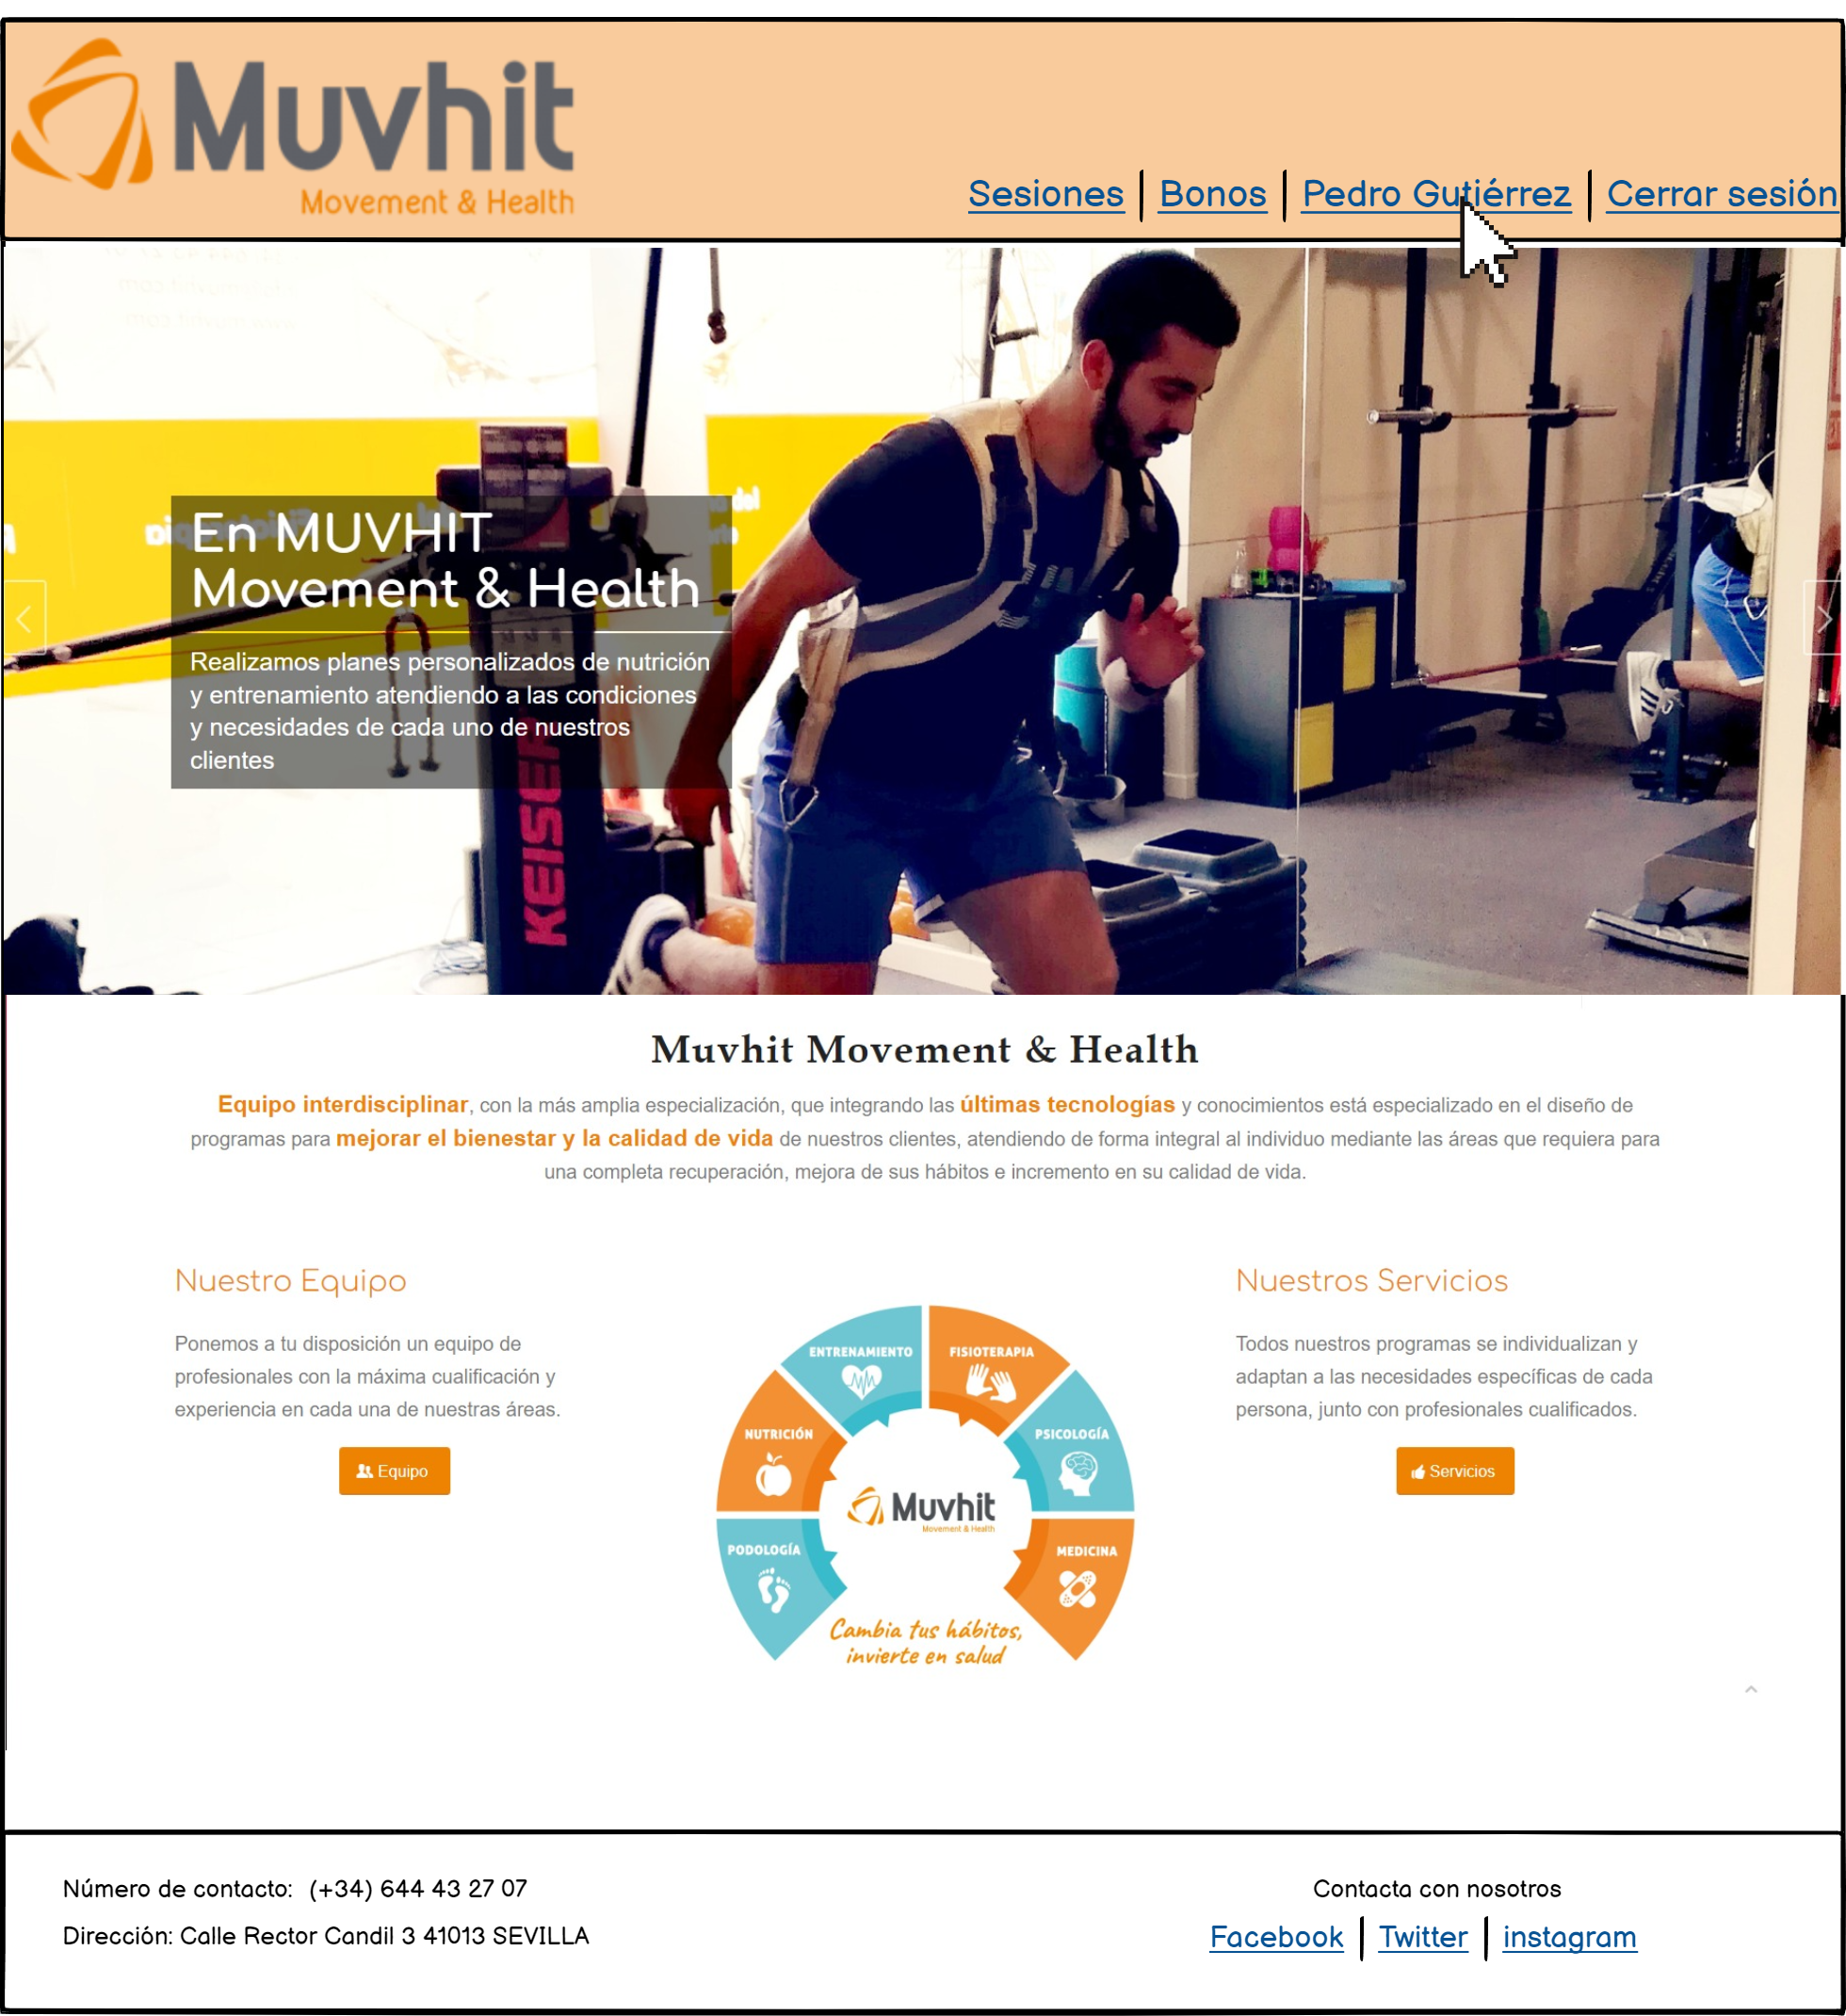 Muvhit
Movement & Health
Sesiones | Bonos | Pedro Gutiérrez | Cerrar sesión
En MUVHIT
Movement & Health
Realizamos planes personalizados de nutrición
y entrenamiento atendiendo a las condiciones
y necesidades de cada uno de nuestros
clientes
KEISER
Muvhit Movement & Health
Equipo interdisciplinar, con la más amplia especialización, que integrando las últimas tecnologías y conocimientos está especializado en el diseño de
programas para mejorar el bienestar y la calidad de vida de nuestros clientes, atendiendo de forma integral al individuo mediante las áreas que requiera para
una completa recuperación, mejora de sus hábitos e incremento en su calidad de vida.
Nuestro Equipo
Ponemos a tu disposición un equipo de
profesionales con la máxima cualificación y
experiencia en cada una de nuestras áreas.
Equipo
ENTRENAMIENTO
FISIOTERAPIA
NUTRICIÓN
PSICOLOGÍA
PODOLOGÍA
MEDICINA
Muvhit
Movement & Health
Cambia tus hábitos,
invierte en salud
Nuestros Servicios
Todos nuestros programas se individualizan y
adaptan a las necesidades específicas de cada
persona, junto con profesionales cualificados.
Servicios
Número de contacto: (+34) 644 43 27 07
Dirección: Calle Rector Candil 3 41013 SEVILLA
Contacta con nosotros
Facebook | Twitter | instagram